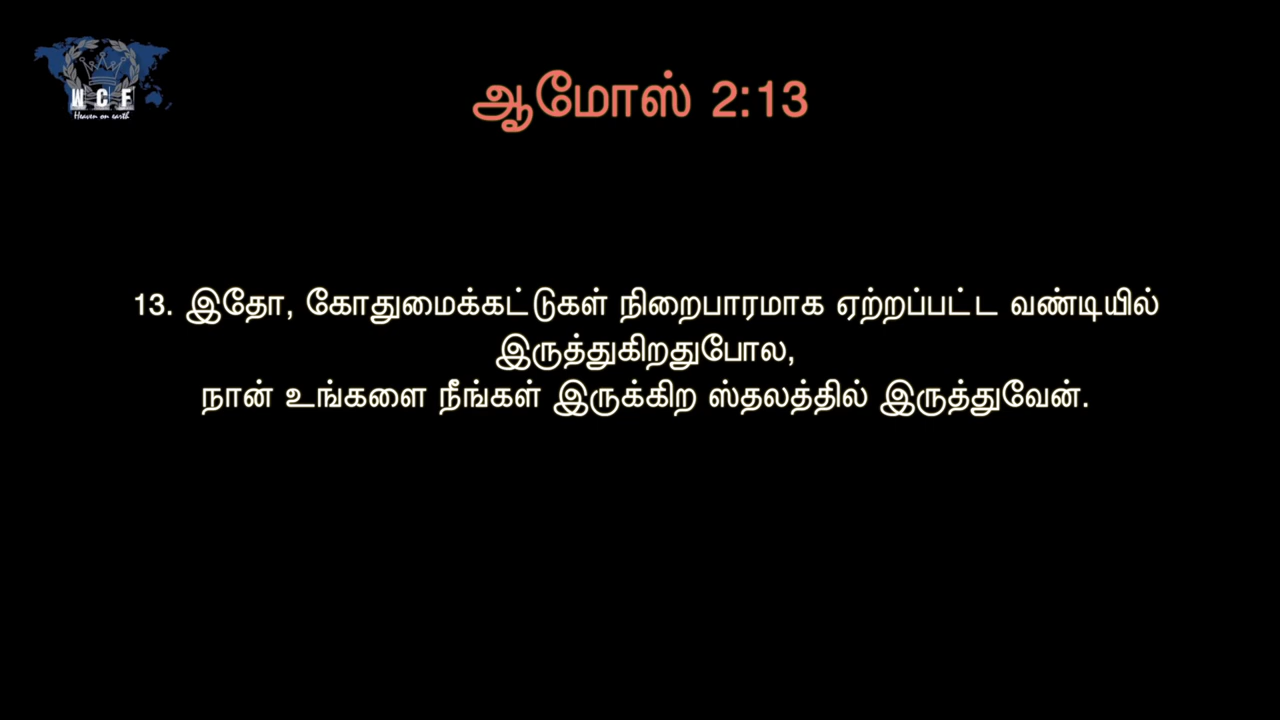 WCF
Heaven on earth
ஆமோஸ் 2:13
13. இதோ, கோதுமைக்கட்டுகள் நிறைபாரமாக ஏற்றப்பட்ட வண்டியில்
இருத்துகிறதுபோல,
நான் உங்களை நீங்கள் இருக்கிற ஸ்தலத்தில் இருத்துவேன்.